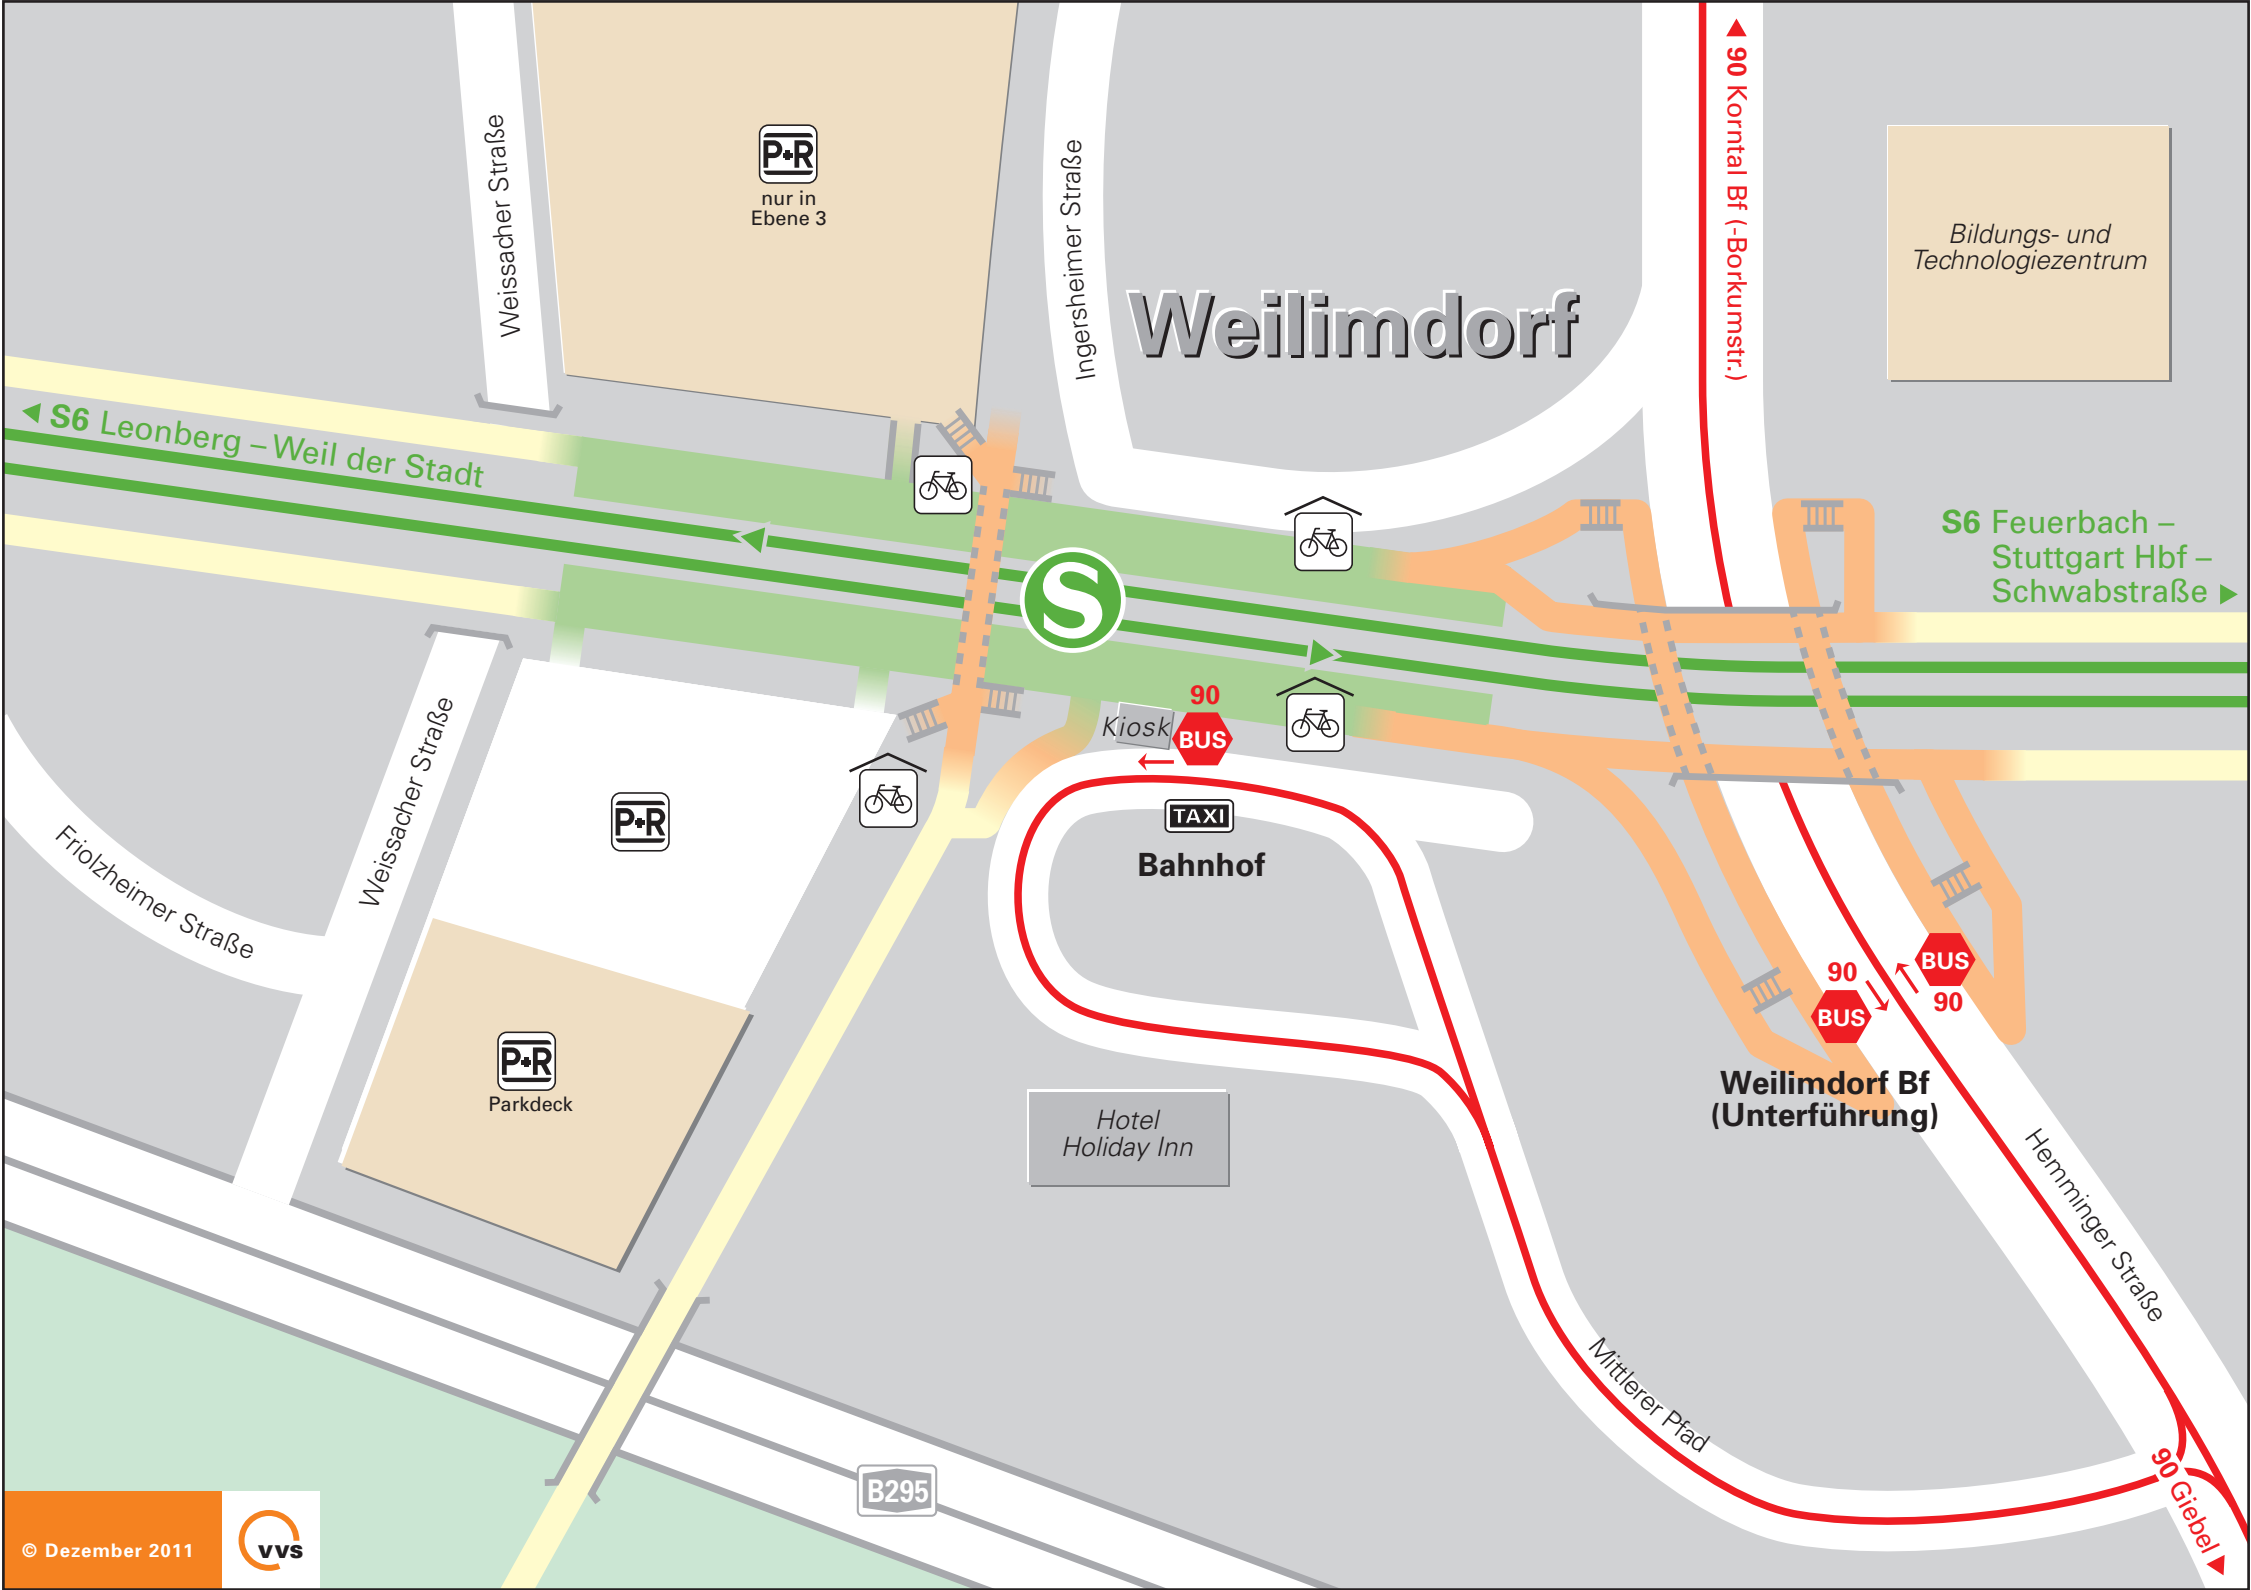 Weissacher Straße
P+R
nur in
Ebene 3
Ingersheimer Straße
Weilimdorf
90 Korntal Bf (-Borkumstr.)
Bildungs- und
Technologiezentrum
S6 Leonberg – Weil der Stadt
S6 Feuerbach –
Stuttgart Hbf –
Schwabstraße
S
90
Kiosk
BUS
TAXI
Bahnhof
Weissacher Straße
Friolzheimer Straße
P+R
P+R
Parkdeck
Hotel
Holiday Inn
90
BUS
BUS
90
Weilimdorf Bf
(Unterführung)
Hemminger Straße
Mittlerer Pfad
90 Giebel
B295
© Dezember 2011
vvs